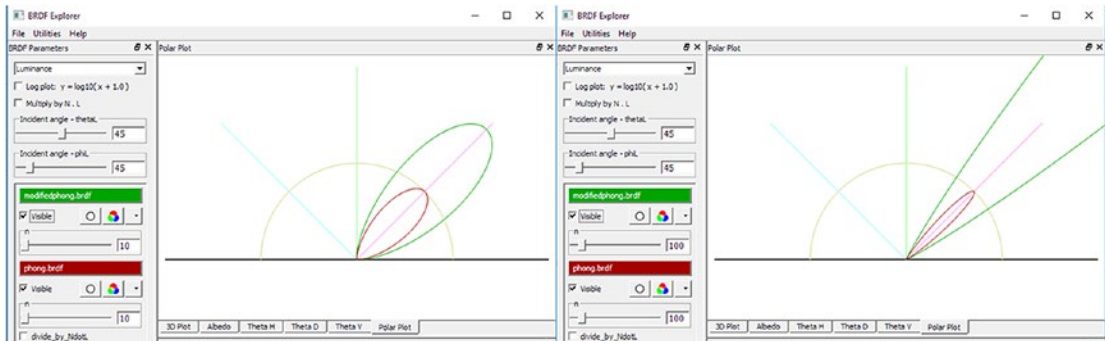 BRDF Explorer
File Utilities Help
BRDF Parameters
Polar Plot
Luminance
Log plot: y = log10(x + 1.0)
Multiply by N . L
Incident angle - thetaL
45
Incident angle - phiL
45
modifiedphong.brdf
Visible
n
10
phong.brdf
Visible
n
10
divide_by_NdotL
3D Plot Albedo Theta H Theta D Theta V Polar Plot
BRDF Explorer
File Utilities Help
BRDF Parameters
Polar Plot
Luminance
Log plot: y = log10(x + 1.0)
Multiply by N . L
Incident angle - thetaL
45
Incident angle - phiL
45
modifiedphong.brdf
Visible
n
100
phong.brdf
Visible
n
100
divide_by_NdotL
3D Plot Albedo Theta H Theta D Theta V Polar Plot